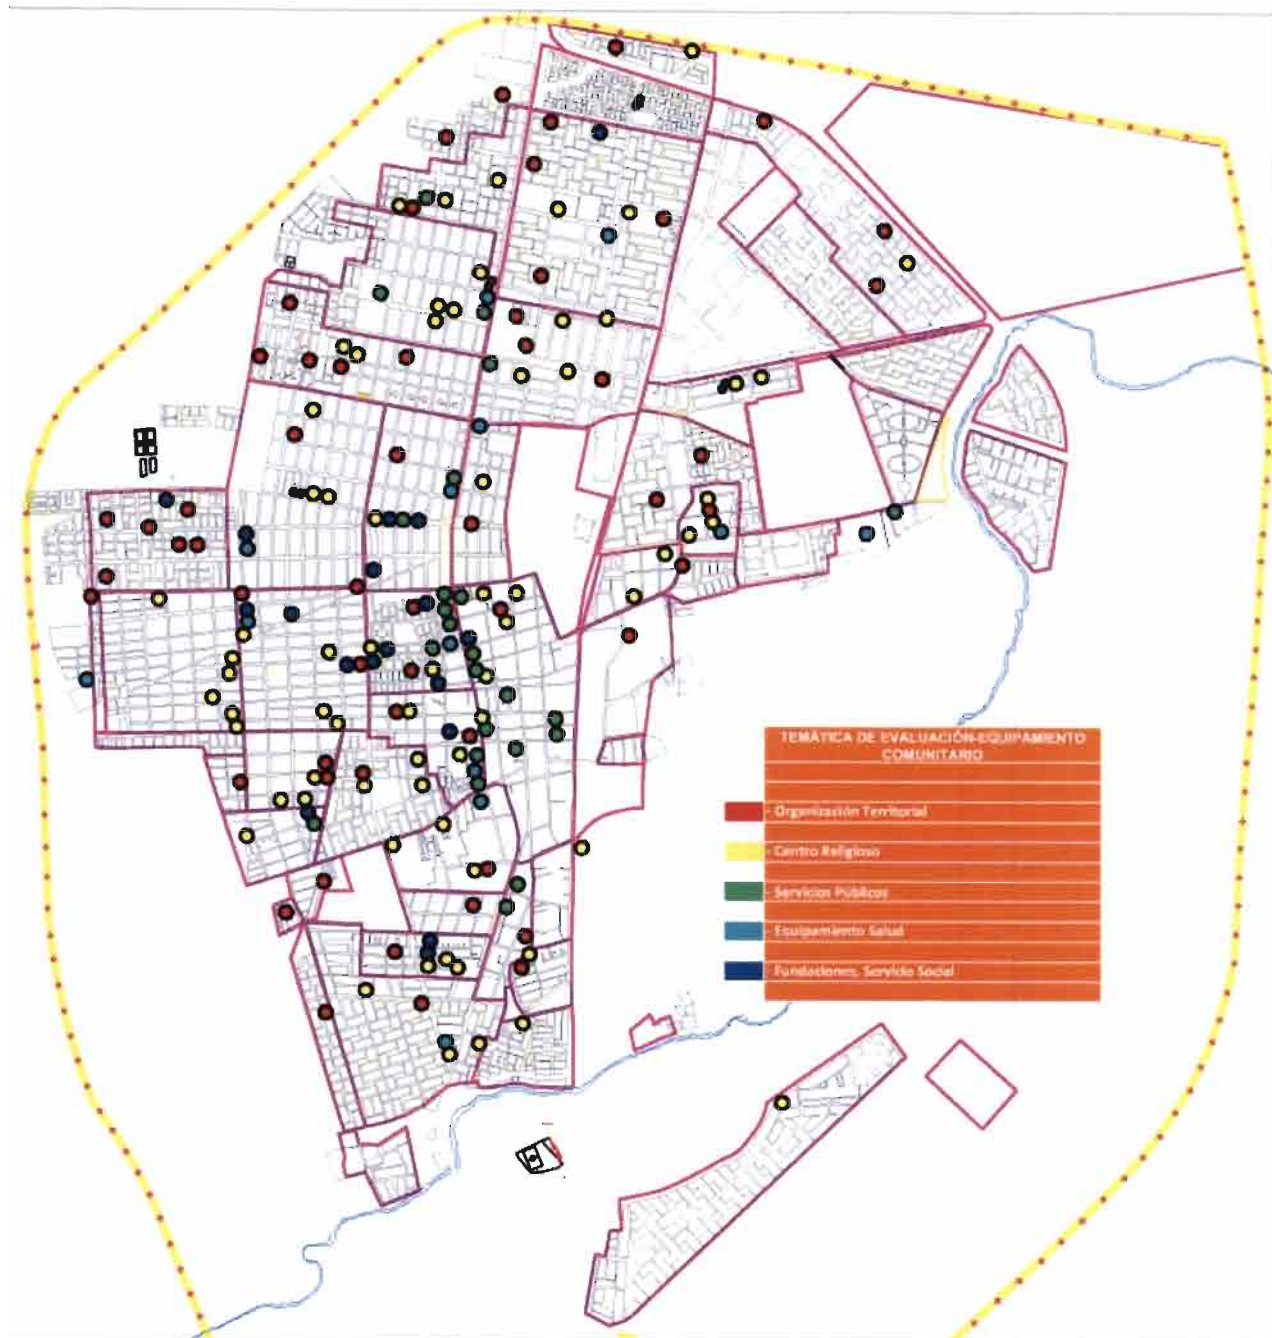 TEMÁTICA DE EVALUACIÓN-EQUIPAMIENTO
COMUNITARIO
- Organización Territorial
- Centro Religioso
- Servicios Públicos
- Equipamiento Salud
- Fundaciones, Servicio Social